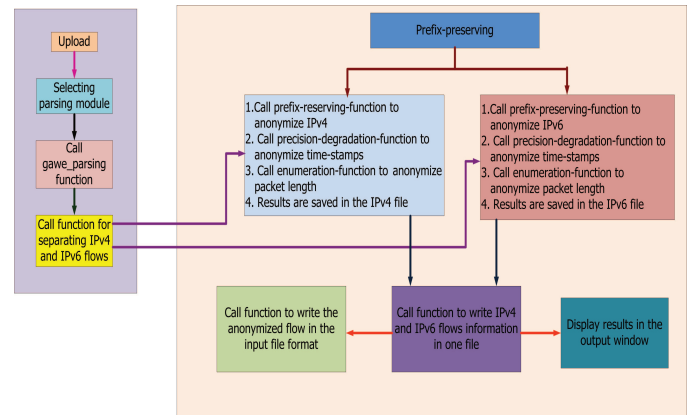 Upload
Selecting
parsing module
Call
gawe_parsing
function
Call function for
separating IPv4
and IPv6 flows
Prefix-preserving
1.Call prefix-reserving-function to
anonymize IPv4
2. Call precision-degradation-function to
anonymize time-stamps
3. Call enumeration-function to anonymize
packet length
4. Results are saved in the IPv4 file
1.Call prefix-preserving-function to
anonymize IPv6
2. Call precision-degradation-function to
anonymize time-stamps
3. Call enumeration-function to
anonymize packet length
4. Results are saved in the IPv6 file
Call function to write the
anonymized flow in the
input file format
Call function to write IPv4
and IPv6 flows information
in one file
Display results in the
output window